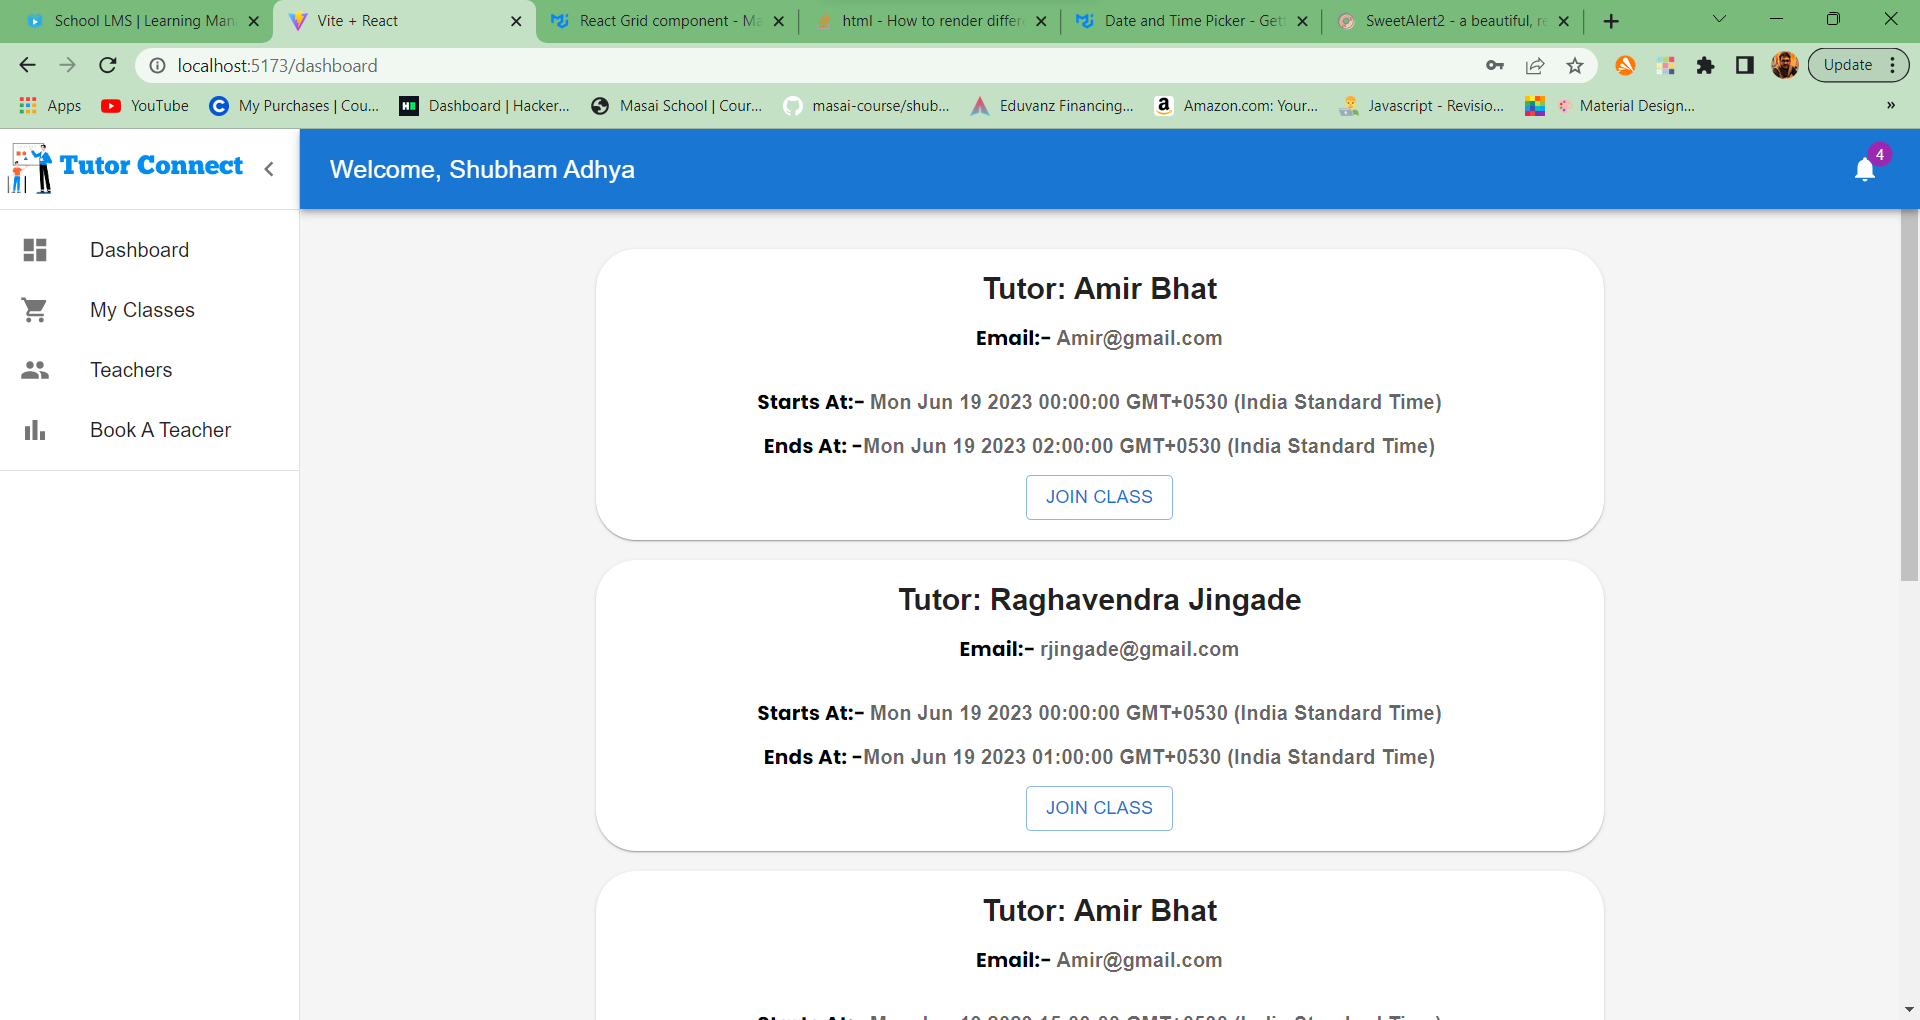 School LMS | Learning Man
Vite + React
React Grid component - Ma
html - How to render differe
Date and Time Picker - Gett
SweetAlert2 - a beautiful, re
localhost:5173/dashboard
Update
Apps
YouTube
My Purchases | Cou...
Dashboard | Hacker...
Masai School | Cour...
masai-course/shub...
Eduvanz Financing...
Amazon.com: Your...
Javascript - Revisio...
Material Design...
»
Tutor Connect
Welcome, Shubham Adhya
4
Dashboard
My Classes
Teachers
Book A Teacher
Tutor: Amir Bhat
Email:- Amir@gmail.com
Starts At:- Mon Jun 19 2023 00:00:00 GMT+0530 (India Standard Time)
Ends At: -Mon Jun 19 2023 02:00:00 GMT+0530 (India Standard Time)
JOIN CLASS
Tutor: Raghavendra Jingade
Email:- rjingade@gmail.com
Starts At:- Mon Jun 19 2023 00:00:00 GMT+0530 (India Standard Time)
Ends At: -Mon Jun 19 2023 01:00:00 GMT+0530 (India Standard Time)
JOIN CLASS
Tutor: Amir Bhat
Email:- Amir@gmail.com